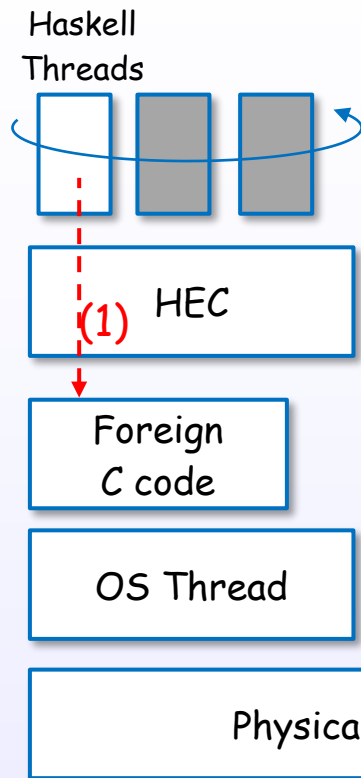 Haskell
Threads
HEC
(1)
Foreign
C code
OS Thread
Physica